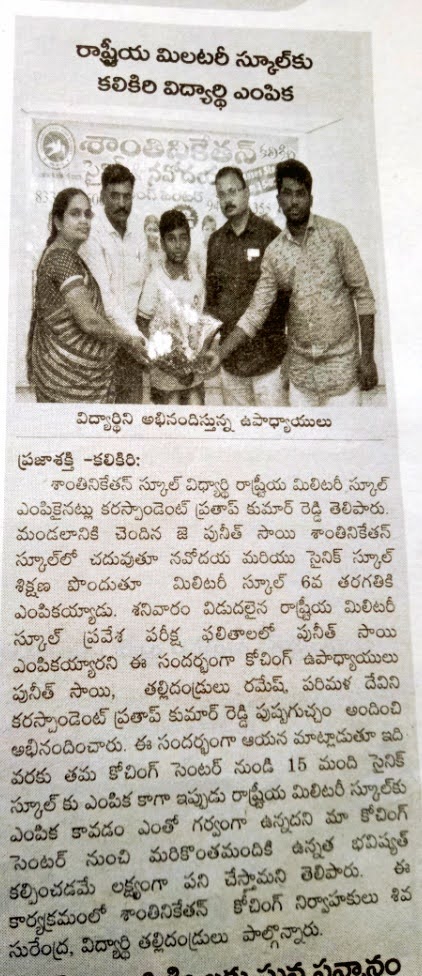 రాష్ట్రీయ మిలటరీ స్కూల్‌కు
కలికిరి విద్యార్థి ఎంపిక
శాంతినికేతన్
సైనిక్ నవోదయ
విద్యార్థిని అభినందిస్తున్న ఉపాధ్యాయులు
ప్రజాశక్తి -కలికిరి:
శాంతినికేతన్ స్కూల్ విద్యార్థి రాష్ట్రీయ మిలిటరీ స్కూల్
ఎంపికైనట్లు కరస్పాండెంట్ ప్రతాప్ కుమార్ రెడ్డి తెలిపారు.
మండలానికి చెందిన జె పునీత్ సాయి శాంతినికేతన్
స్కూల్‌లో చదువుతూ నవోదయ మరియు సైనిక్ స్కూల్
శిక్షణ పొందుతూ మిలిటరీ స్కూల్ 6వ తరగతికి
ఎంపికయ్యాడు. శనివారం విడుదలైన రాష్ట్రీయ మిలిటరీ
స్కూల్ ప్రవేశ పరీక్ష ఫలితాలలో పునీత్ సాయి
ఎంపికయ్యారని ఈ సందర్భంగా కోచింగ్ ఉపాధ్యాయులు
పునీత్ సాయి, తల్లిదండ్రులు రమేష్, పరిమళ దేవిని
కరస్పాండెంట్ ప్రతాప్ కుమార్ రెడ్డి పుష్పగుచ్ఛం అందించి
అభినందించారు. ఈ సందర్భంగా ఆయన మాట్లాడుతూ ఇది
వరకు తమ కోచింగ్ సెంటర్ నుండి 15 మంది సైనిక్
స్కూల్ కు ఎంపిక కాగా ఇప్పుడు రాష్ట్రీయ మిలిటరీ స్కూల్‌కు
ఎంపిక కావడం ఎంతో గర్వంగా ఉన్నదని మా కోచింగ్
సెంటర్ నుంచి మరికొంతమందికి ఉన్నత భవిష్యత్
కల్పించడమే లక్ష్యంగా పని చేస్తామని తెలిపారు. ఈ
కార్యక్రమంలో శాంతినికేతన్ కోచింగ్ నిర్వాహకులు శివ
సురేంద్ర, విద్యార్థి తల్లిదండ్రులు పాల్గొన్నారు.